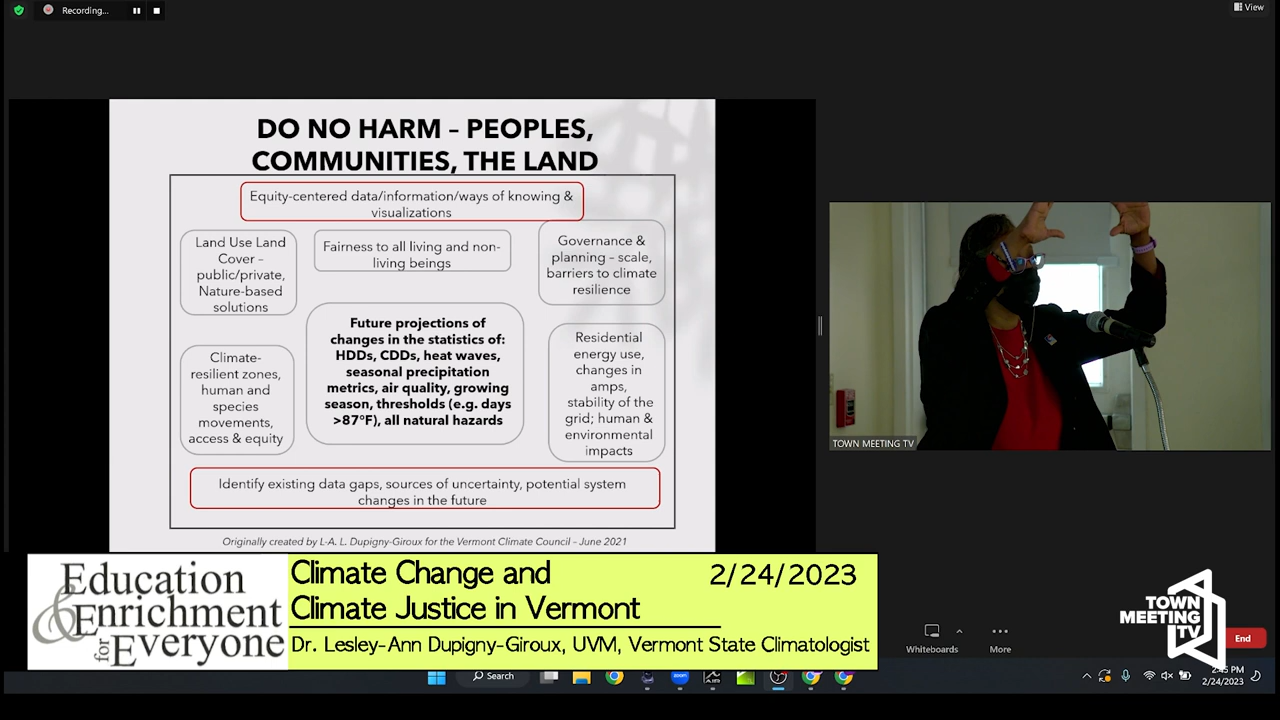 Recording...
View
DO NO HARM – PEOPLES,
COMMUNITIES, THE LAND
Equity-centered data/information/ways of knowing &
visualizations
Land Use Land
Cover –
public/private,
Nature-based
solutions
Fairness to all living and non-
living beings
Governance &
planning – scale,
barriers to climate
resilience
Future projections of
changes in the statistics of:
HDDs, CDDs, heat waves,
seasonal precipitation
metrics, air quality, growing
season, thresholds (e.g. days
>87°F), all natural hazards
Climate-
resilient zones,
human and
species
movements,
access & equity
Residential
energy use,
changes in
amps,
stability of the
grid; human &
environmental
impacts
Identify existing data gaps, sources of uncertainty, potential system
changes in the future
Originally created by L-A. L. Dupigny-Giroux for the Vermont Climate Council – June 2021
TOWN MEETING TV
Education
& Enrichment
for Everyone
Climate Change and
Climate Justice in Vermont
2/24/2023
Dr. Lesley-Ann Dupigny-Giroux, UVM, Vermont State Climatologist
Whiteboards
More
TOWN
MEETING
TV
End
Search
zoom
PM
2/24/2023